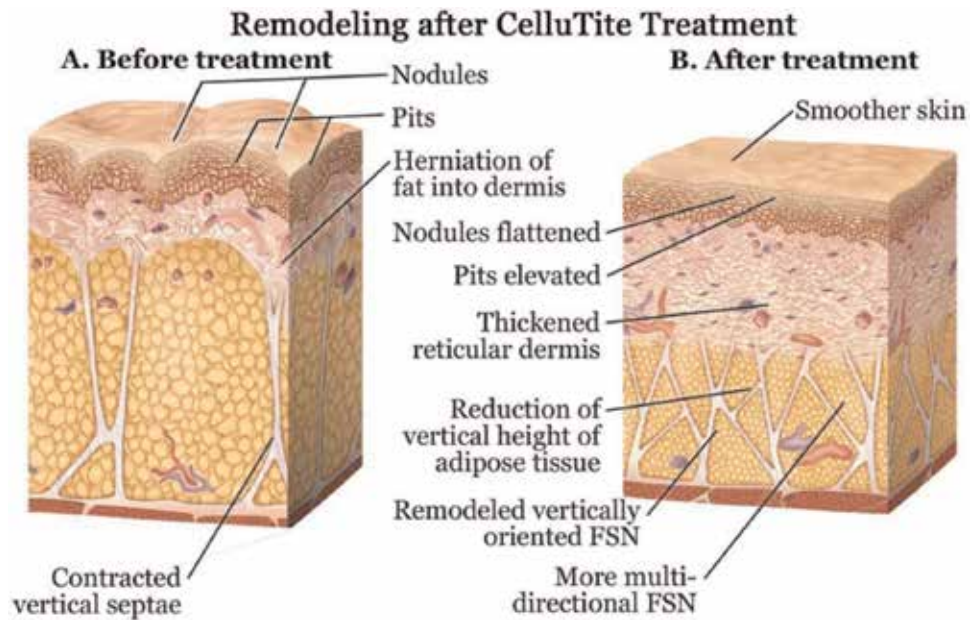 Remodeling after CelluTite Treatment
A. Before treatment
B. After treatment
Nodules
Pits
Herniation of
fat into dermis
Contracted
vertical septae
Smoother skin
Nodules flattened
Pits elevated
Thickened
reticular dermis
Reduction of
vertical height of
adipose tissue
Remodeled vertically
oriented FSN
More multi-
directional FSN